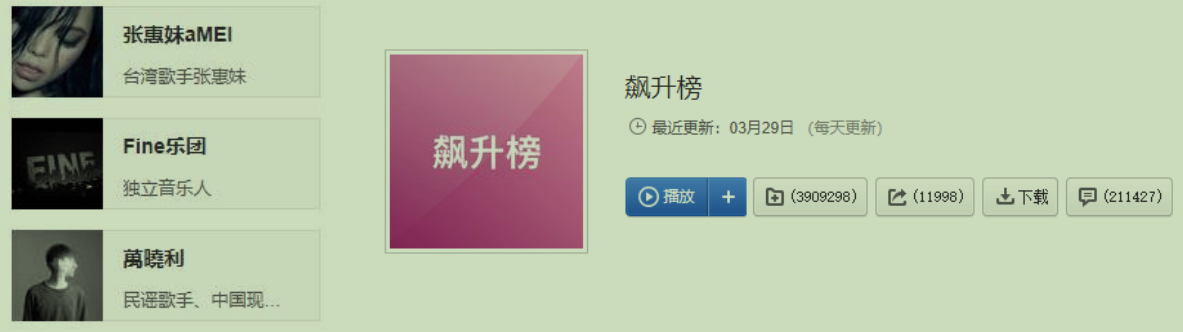 张惠妹aMEI
台湾歌手张惠妹
FINE
Fine乐团
独立音乐人
萬曉利
民谣歌手、中国现...
飙升榜
飙升榜
最近更新：03月29日 （每天更新）
播放 + (3909298) (11998) 下载 (211427)